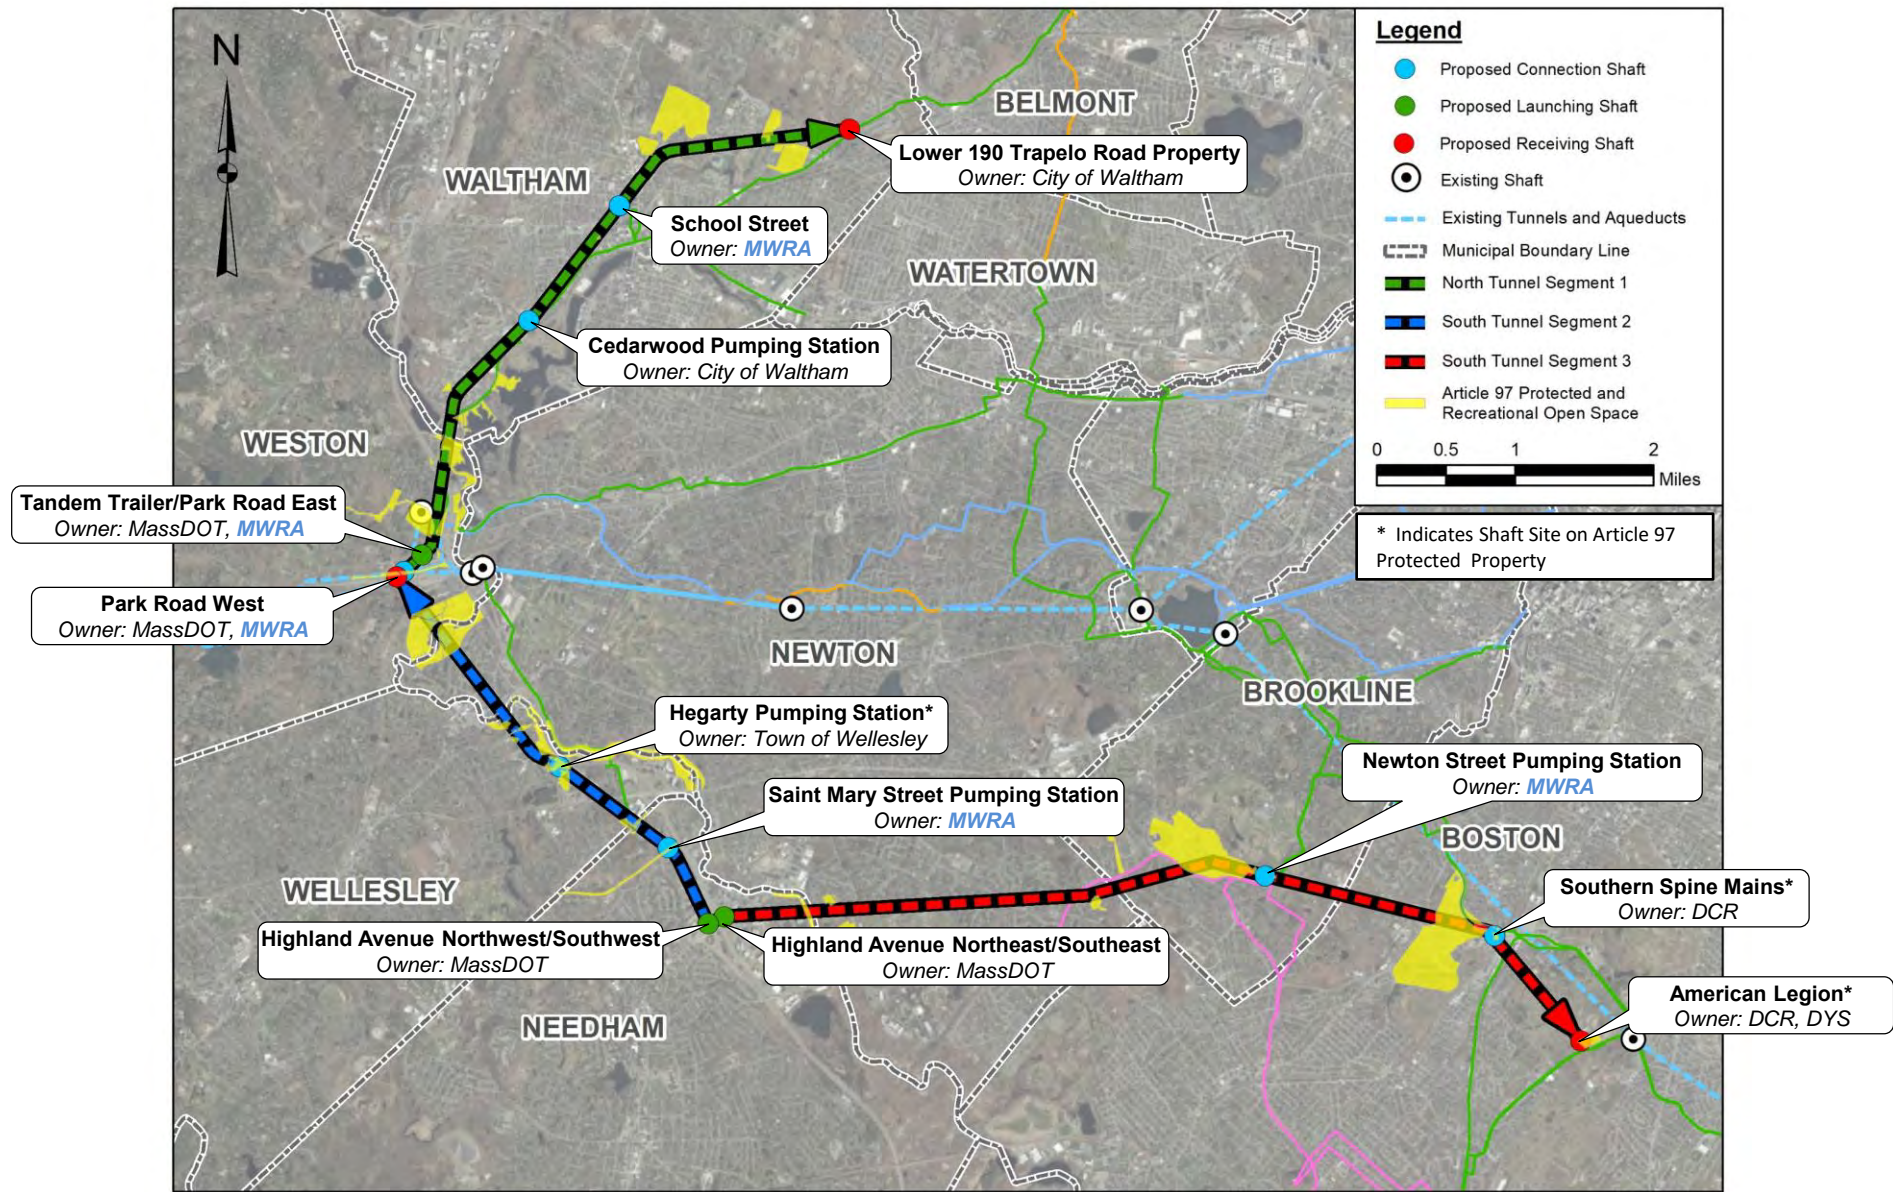 N
Legend
Proposed Connection Shaft
Proposed Launching Shaft
Proposed Receiving Shaft
Existing Shaft
Existing Tunnels and Aqueducts
Municipal Boundary Line
North Tunnel Segment 1
South Tunnel Segment 2
South Tunnel Segment 3
Article 97 Protected and
Recreational Open Space
0 0.5 1 2
Miles
* Indicates Shaft Site on Article 97
Protected Property
BELMONT
Lower 190 Trapelo Road Property
Owner: City of Waltham
WALTHAM
School Street
Owner: MWRA
WATERTOWN
Cedarwood Pumping Station
Owner: City of Waltham
WESTON
Tandem Trailer/Park Road East
Owner: MassDOT, MWRA
Park Road West
Owner: MassDOT, MWRA
NEWTON
BROOKLINE
Hegarty Pumping Station*
Owner: Town of Wellesley
Newton Street Pumping Station
Owner: MWRA
Saint Mary Street Pumping Station
Owner: MWRA
BOSTON
WELLESLEY
Southern Spine Mains*
Owner: DCR
Highland Avenue Northwest/Southwest
Owner: MassDOT
Highland Avenue Northeast/Southeast
Owner: MassDOT
American Legion*
Owner: DCR, DYS
NEEDHAM